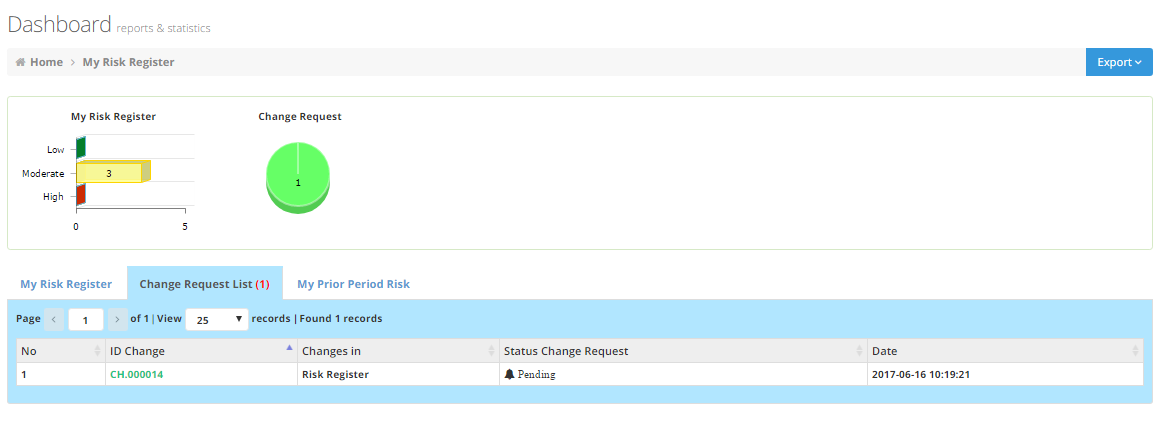 Dashboard reports & statistics
Home > My Risk Register Export
My Risk Register
Low
Moderate 3
High
0 5
Change Request
1
My Risk Register Change Request List (1) My Prior Period Risk
Page < 1 > of 1 | View 25 records | Found 1 records
No ID Change Changes in Status Change Request Date
1 CH.000014 Risk Register Pending 2017-06-16 10:19:21